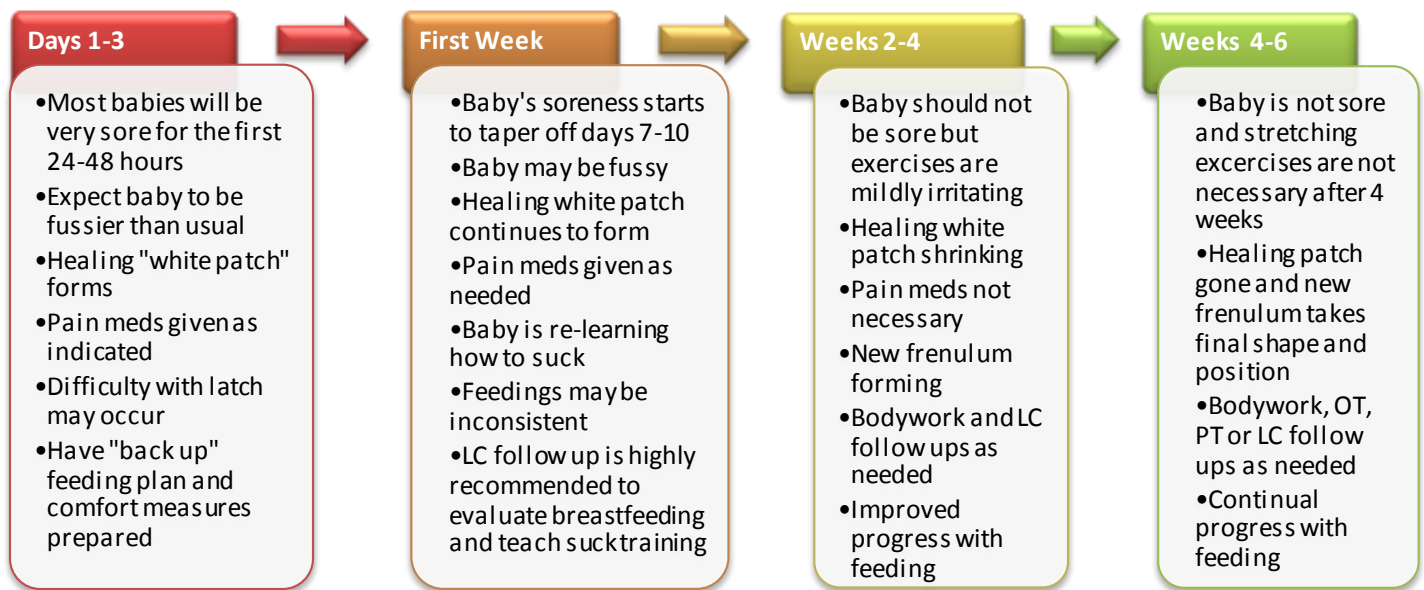 Days 1-3
•Most babies will be
very sore for the first
24-48 hours
•Expect baby to be
fussier than usual
•Healing "white patch"
forms
•Pain meds given as
indicated
•Difficulty with latch
may occur
•Have "back up"
feeding plan and
comfort measures
prepared
First Week
•Baby's soreness starts
to taper off days 7-10
•Baby may be fussy
•Healing white patch
continues to form
•Pain meds given as
needed
•Baby is re-learning
how to suck
•Feedings may be
inconsistent
•LC follow up is highly
recommended to
evaluate breastfeeding
and teach suck training
Weeks 2-4
•Baby should not
be sore but
exercises are
mildly irritating
•Healing white
patch shrinking
•Pain meds not
necessary
•New frenulum
forming
•Bodywork and LC
follow ups as
needed
•Improved
progress with
feeding
Weeks 4-6
•Baby is not sore
and stretching
excercises are not
necessary after 4
weeks
•Healing patch
gone and new
frenulum takes
final shape and
position
•Bodywork, OT,
PT or LC follow
ups as needed
•Continual
progress with
feeding